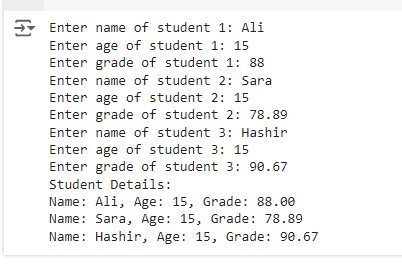 Enter name of student 1: Ali
Enter age of student 1: 15
Enter grade of student 1: 88
Enter name of student 2: Sara
Enter age of student 2: 15
Enter grade of student 2: 78.89
Enter name of student 3: Hashir
Enter age of student 3: 15
Enter grade of student 3: 90.67
Student Details:
Name: Ali, Age: 15, Grade: 88.00
Name: Sara, Age: 15, Grade: 78.89
Name: Hashir, Age: 15, Grade: 90.67